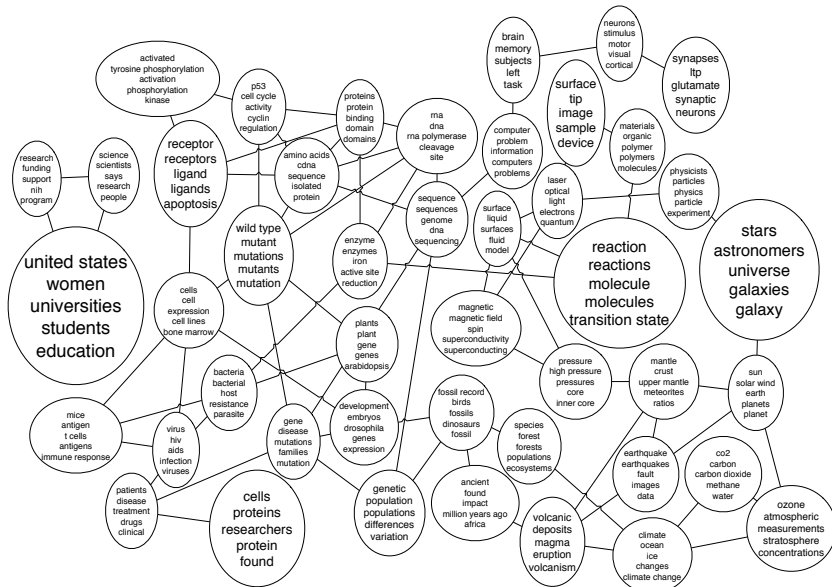 brain
memory
subjects
left
task
neurons
stimulus
motor
visual
cortical
synapses
ltp
glutamate
synaptic
neurons
activated
tyrosine phosphorylation
activation
phosphorylation
kinase
p53
cell cycle
activity
cyclin
regulation
proteins
protein
binding
domain
domains
rna
dna
rna polymerase
cleavage
site
computer
problem
information
computers
problems
surface
tip
image
sample
device
materials
organic
polymer
polymers
molecules
research
funding
support
nih
program
science
scientists
says
research
people
receptor
receptors
ligand
ligands
apoptosis
amino acids
cdna
sequence
isolated
protein
sequence
sequences
genome
dna
sequencing
laser
optical
light
electrons
quantum
physicists
particles
physics
particle
experiment
united states
women
universities
students
education
wild type
mutant
mutations
mutants
mutation
enzyme
enzymes
iron
active site
reduction
surface
liquid
surfaces
fluid
model
reaction
reactions
molecule
molecules
transition state
stars
astronomers
universe
galaxies
galaxy
cells
cell
expression
cell lines
bone marrow
plants
plant
gene
genes
arabidopsis
magnetic
magnetic field
spin
superconductivity
superconducting
pressure
high pressure
pressures
core
inner core
mantle
crust
upper mantle
meteorites
ratios
sun
solar wind
earth
planets
planet
bacteria
bacterial
host
resistance
parasite
mice
antigen
t cells
antigens
immune response
virus
hiv
aids
infection
viruses
gene
disease
mutations
families
mutation
development
embryos
drosophila
genes
expression
fossil record
birds
fossils
dinosaurs
fossil
species
forest
forests
populations
ecosystems
earthquake
earthquakes
fault
images
data
co2
carbon
carbon dioxide
methane
water
patients
disease
treatment
drugs
clinical
cells
proteins
researchers
protein
found
genetic
population
populations
differences
variation
ancient
found
impact
million years ago
africa
volcanic
deposits
magma
eruption
volcanism
climate
ocean
ice
changes
climate change
ozone
atmospheric
measurements
stratosphere
concentrations